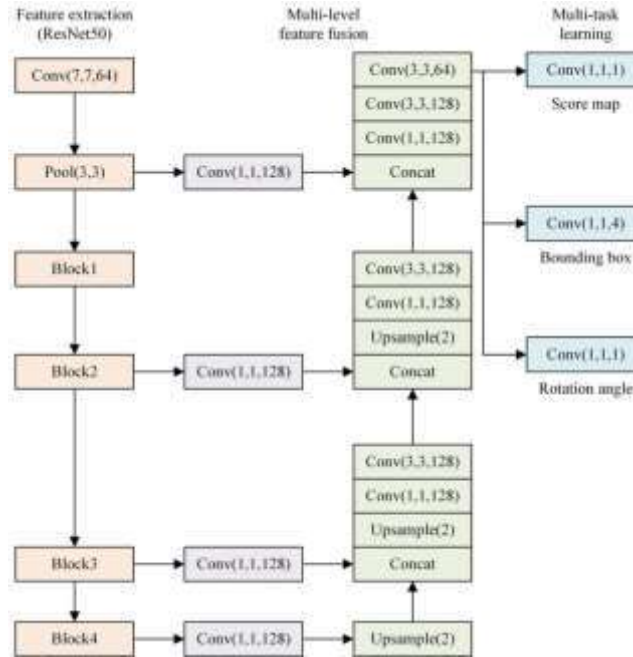 Feature extraction
(ResNet50)
Multi-level
feature fusion
Multi-task
learning
Conv(7,7,64)
Pool(3,3)
Block1
Block2
Block3
Block4
Conv(1,1,128)
Conv(1,1,128)
Conv(1,1,128)
Conv(1,1,128)
Conv(3,3,64)
Conv(3,3,128)
Conv(1,1,128)
Concat
Conv(3,3,128)
Conv(1,1,128)
Upsample(2)
Concat
Conv(3,3,128)
Conv(1,1,128)
Upsample(2)
Concat
Upsample(2)
Conv(1,1,1)
Score map
Conv(1,1,4)
Bounding box
Conv(1,1,1)
Rotation angle